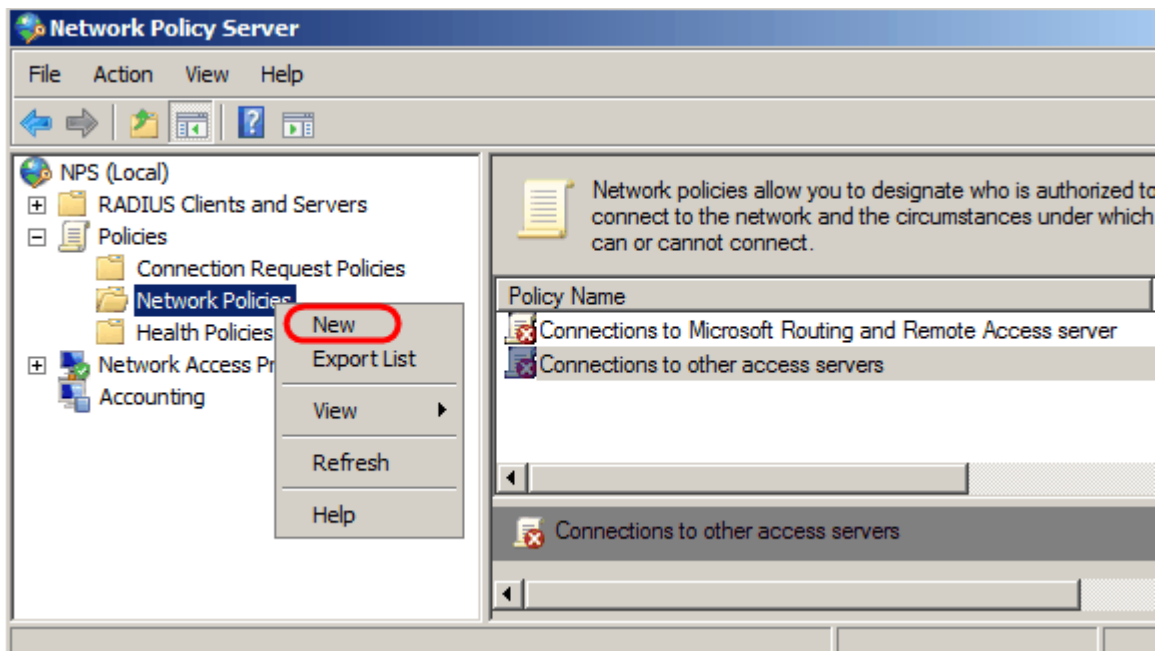 Network Policy Server
File Action View Help
NPS (Local)
RADIUS Clients and Servers
Policies
Connection Request Policies
Network Policies
Health Policies
Network Access Pr
Accounting
New
Export List
View
Refresh
Help
Network policies allow you to designate who is authorized to
connect to the network and the circumstances under which
can or cannot connect.
Policy Name
Connections to Microsoft Routing and Remote Access server
Connections to other access servers
Connections to other access servers